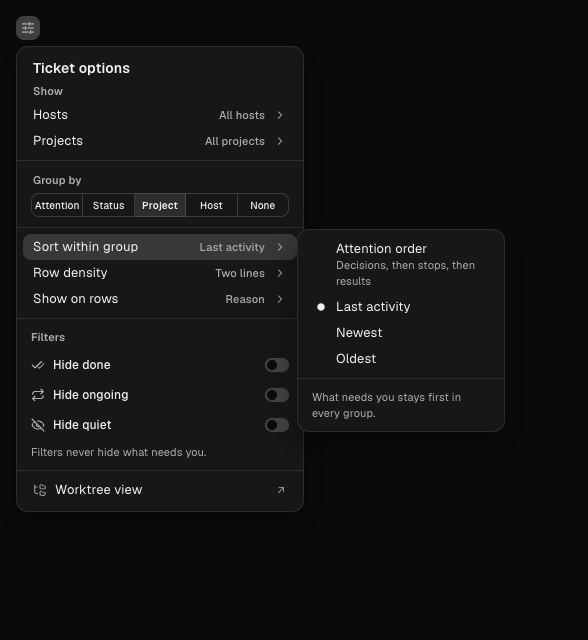 Ticket options
Show
Hosts All hosts
Projects All projects
Group by
Attention Status Project Host None
Sort within group Last activity
Row density Two lines
Show on rows Reason
Filters
Hide done
Hide ongoing
Hide quiet
Filters never hide what needs you.
Worktree view
Attention order
Decisions, then stops, then
results
Last activity
Newest
Oldest
What needs you stays first in
every group.